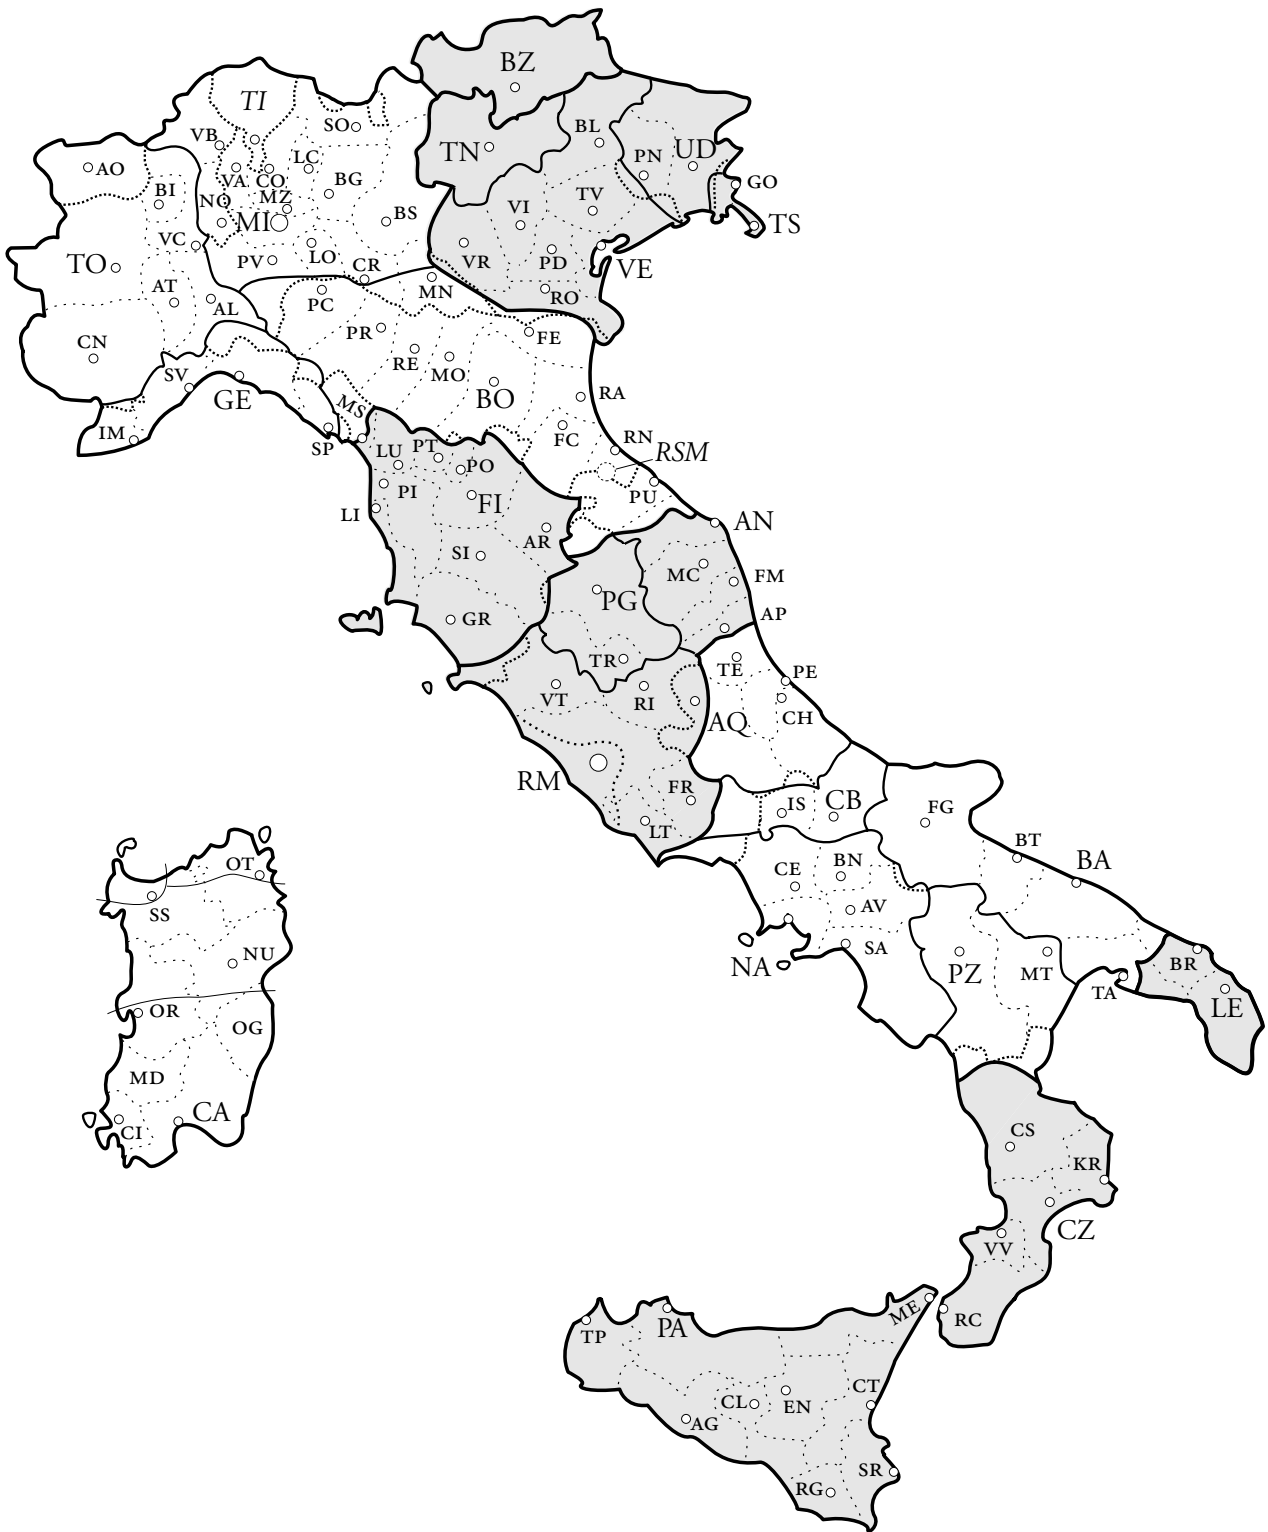 BZ
TI
SO
BL
VB
TN
UD
PN
LC
AO
VA
CO
BG
GO
BI
MZ
TV
NO
MI
BS
VI
TS
VC
LO
PV
CR
VR
PD
VE
TO
AT
MN
RO
AL
PC
PR
FE
CN
RE
MO
SV
GE
BO
RA
MS
IM
FC
RN
SP
LU
PT
RSM
PO
PI
PU
FI
LI
AN
AR
SI
MC
FM
PG
AP
GR
TR
TE
PE
VT
RI
AQ
CH
RM
FR
IS
CB
FG
LT
BT
BA
OT
CE
BN
SS
AV
SA
NU
NA
PZ
MT
BR
TA
OR
LE
OG
MD
CA
CI
CS
KR
CZ
VV
ME
RC
TP
PA
CT
CL
EN
AG
SR
RG